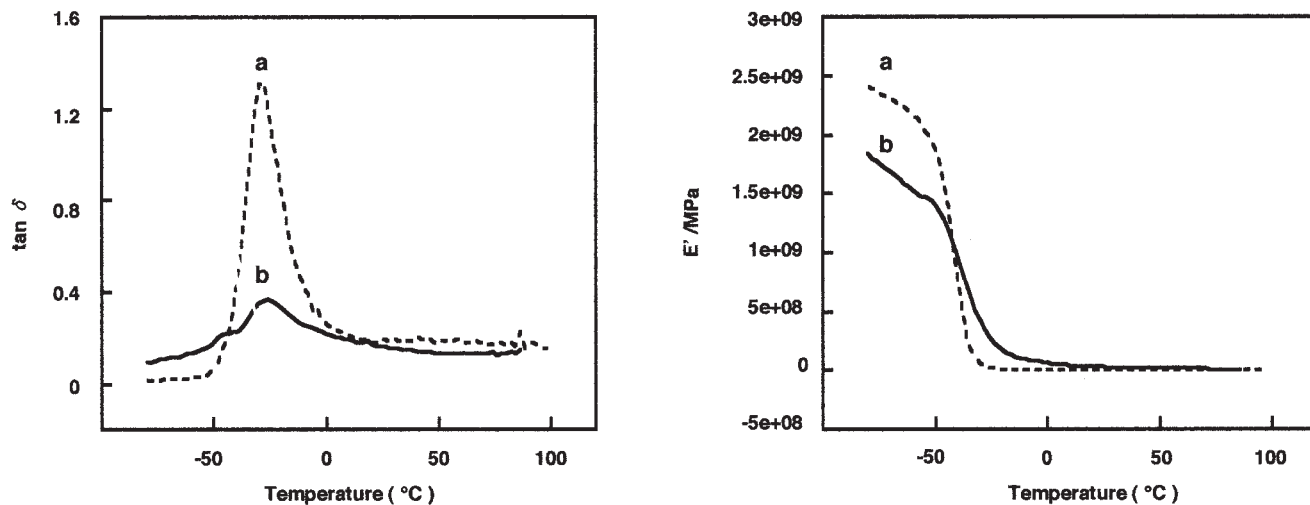 1.6
1.2
0.8
0.4
0
tan δ
a
b
-50
0
50
100
Temperature ( °C )
3e+09
2.5e+09
2e+09
1.5e+09
1e+09
5e+08
0
-5e+08
E' /MPa
a
b
-50
0
50
100
Temperature ( °C )